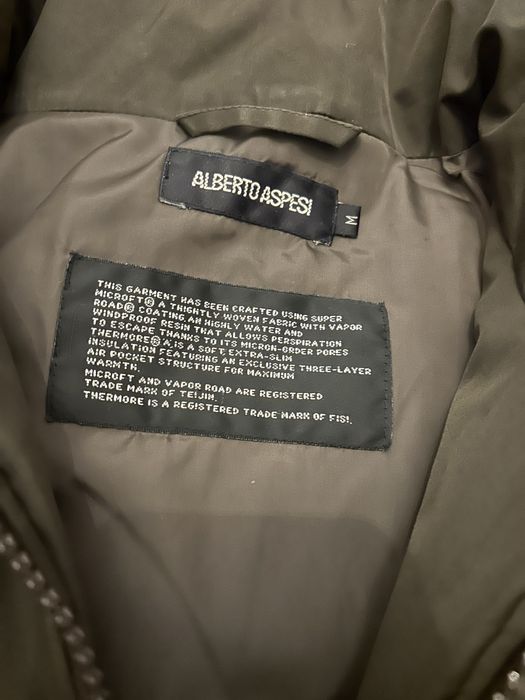 ALBERTO ASPESI
M
THIS GARMENT HAS BEEN CRAFTED USING SUPER
MICROFT® A THIGHTLY WOVEN FABRIC WITH VAPOR
ROAD® COATING AN HIGHLY WATER AND
WINDPROOF RESIN THAT ALLOWS PERSPIRATION
TO ESCAPE THANKS TO ITS MICRON-ORDER PORES
THERMORE® A IS A SOFT, EXTRA-SLIM
INSULATION FEATURING AN EXCLUSIVE THREE-LAYER
AIR POCKET STRUCTURE FOR MAXIMUM
WARMTH.
MICROFT AND VAPOR ROAD ARE REGISTERED
TRADE MARK OF TEIJIN.
THERMORE IS A REGISTERED TRADE MARK OF FISI.